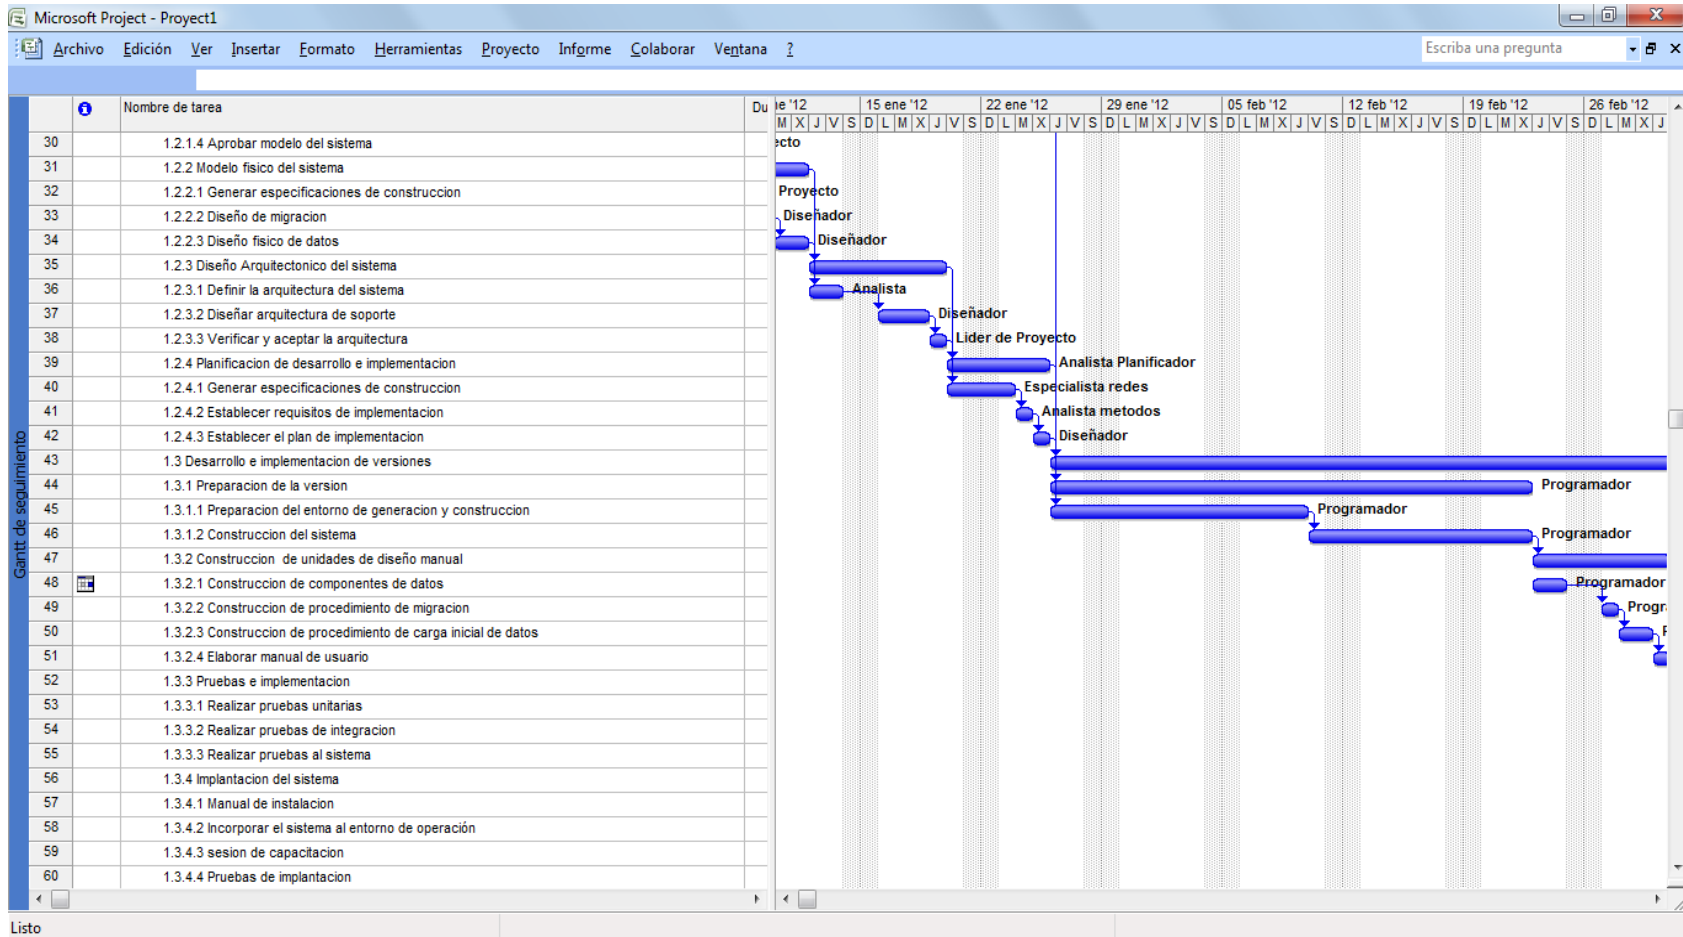 Microsoft Project - Proyect1
Archivo Edición Ver Insertar Formato Herramientas Proyecto Informe Colaborar Ventana ? Escriba una pregunta
Nombre de tarea Du ne '12 15 ene '12 22 ene '12 29 ene '12 05 feb '12 12 feb '12 19 feb '12 26 feb '12
M X J V S D L M X J V S D L M X J V S D L M X J V S D L M X J V S D L M X J V S D L M X J V S D L M X J
30 1.2.1.4 Aprobar modelo del sistema ecto
31 1.2.2 Modelo fisico del sistema
32 1.2.2.1 Generar especificaciones de construccion Proyecto
33 1.2.2.2 Diseño de migracion Diseñador
34 1.2.2.3 Diseño fisico de datos Diseñador
35 1.2.3 Diseño Arquitectonico del sistema
36 1.2.3.1 Definir la arquitectura del sistema Analista
37 1.2.3.2 Diseñar arquitectura de soporte Diseñador
38 1.2.3.3 Verificar y aceptar la arquitectura Lider de Proyecto
39 1.2.4 Planificacion de desarrollo e implementacion Analista Planificador
40 1.2.4.1 Generar especificaciones de construccion Especialista redes
41 1.2.4.2 Establecer requisitos de implementacion Analista metodos
42 1.2.4.3 Establecer el plan de implementacion Diseñador
43 1.3 Desarrollo e implementacion de versiones
44 1.3.1 Preparacion de la version Programador
45 1.3.1.1 Preparacion del entorno de generacion y construccion Programador
46 1.3.1.2 Construccion del sistema Programador
47 1.3.2 Construccion de unidades de diseño manual
48 1.3.2.1 Construccion de componentes de datos Programador
49 1.3.2.2 Construccion de procedimiento de migracion Progr
50 1.3.2.3 Construccion de procedimiento de carga inicial de datos
51 1.3.2.4 Elaborar manual de usuario
52 1.3.3 Pruebas e implementacion
53 1.3.3.1 Realizar pruebas unitarias
54 1.3.3.2 Realizar pruebas de integracion
55 1.3.3.3 Realizar pruebas al sistema
56 1.3.4 Implantacion del sistema
57 1.3.4.1 Manual de instalacion
58 1.3.4.2 Incorporar el sistema al entorno de operación
59 1.3.4.3 sesion de capacitacion
60 1.3.4.4 Pruebas de implantacion
Gantt de seguimiento
Listo